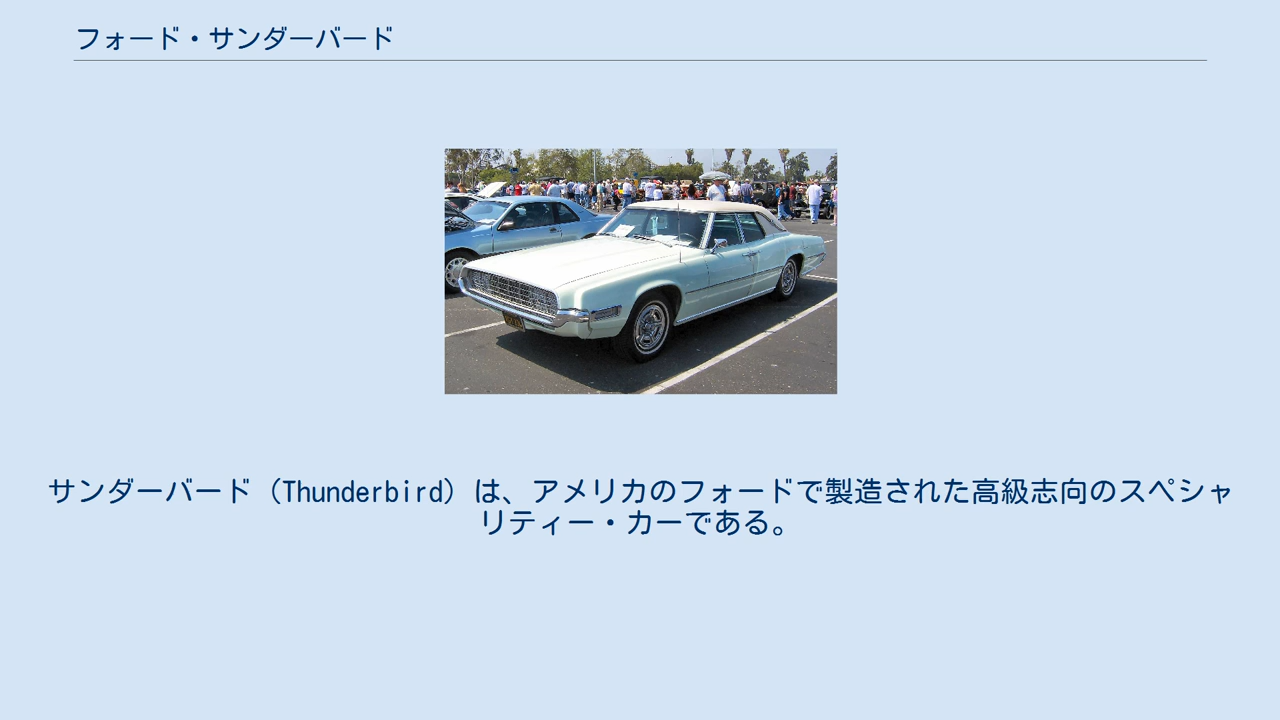 フォード・サンダーバード
サンダーバード（Thunderbird）は、アメリカのフォードで製造された高級志向のスペシャ
リティー・カーである。